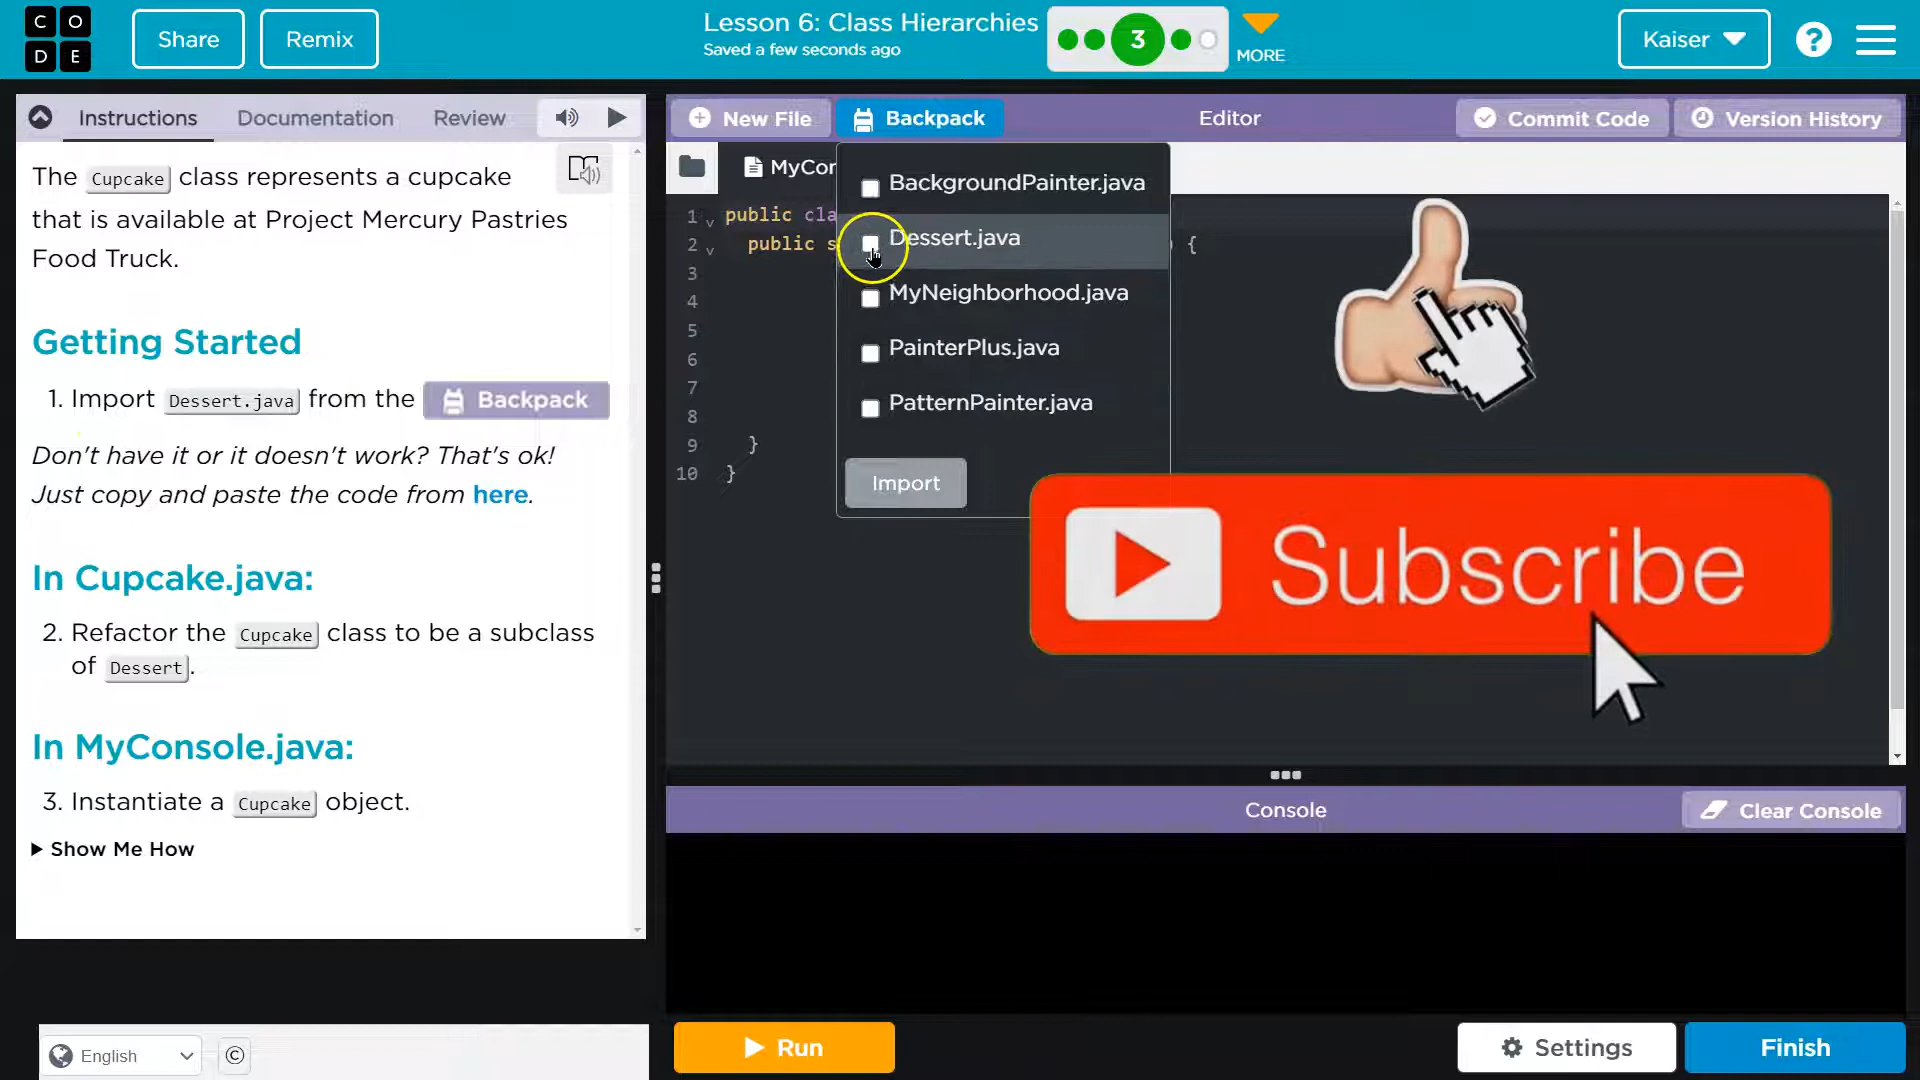 CODE
Share
Remix
Lesson 6: Class Hierarchies
Saved a few seconds ago
3
MORE
Kaiser
?
Instructions
Documentation
Review
The Cupcake class represents a cupcake
that is available at Project Mercury Pastries
Food Truck.
Getting Started
1. Import Dessert.java from the Backpack
Don't have it or it doesn't work? That's ok!
Just copy and paste the code from here.
In Cupcake.java:
2. Refactor the Cupcake class to be a subclass
of Dessert.
In MyConsole.java:
3. Instantiate a Cupcake object.
Show Me How
English
©
New File
Backpack
Editor
Commit Code
Version History
MyCon
BackgroundPainter.java
Dessert.java
MyNeighborhood.java
PainterPlus.java
PatternPainter.java
Import
1 public cla
2 public s {
3
4
5
6
7
8
9 }
10 }
Subscribe
Console
Clear Console
Run
Settings
Finish